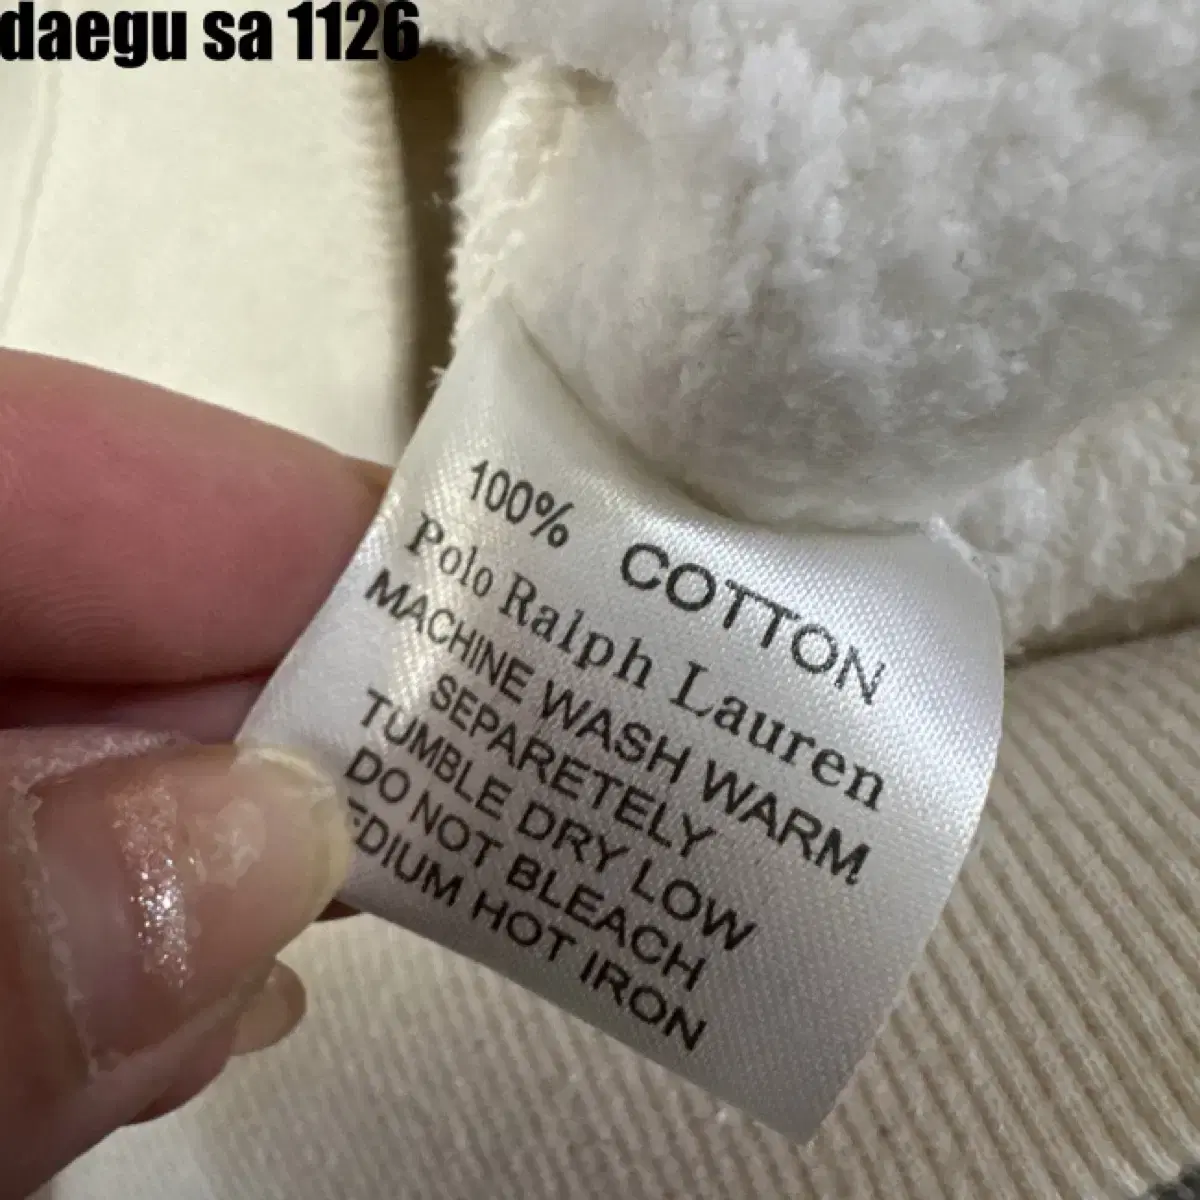 daegu sa 1126
100% COTTON
Polo Ralph Lauren
MACHINE WASH WARM
SEPARETELY
TUMBLE DRY LOW
DO NOT BLEACH
EDIUM HOT IRON